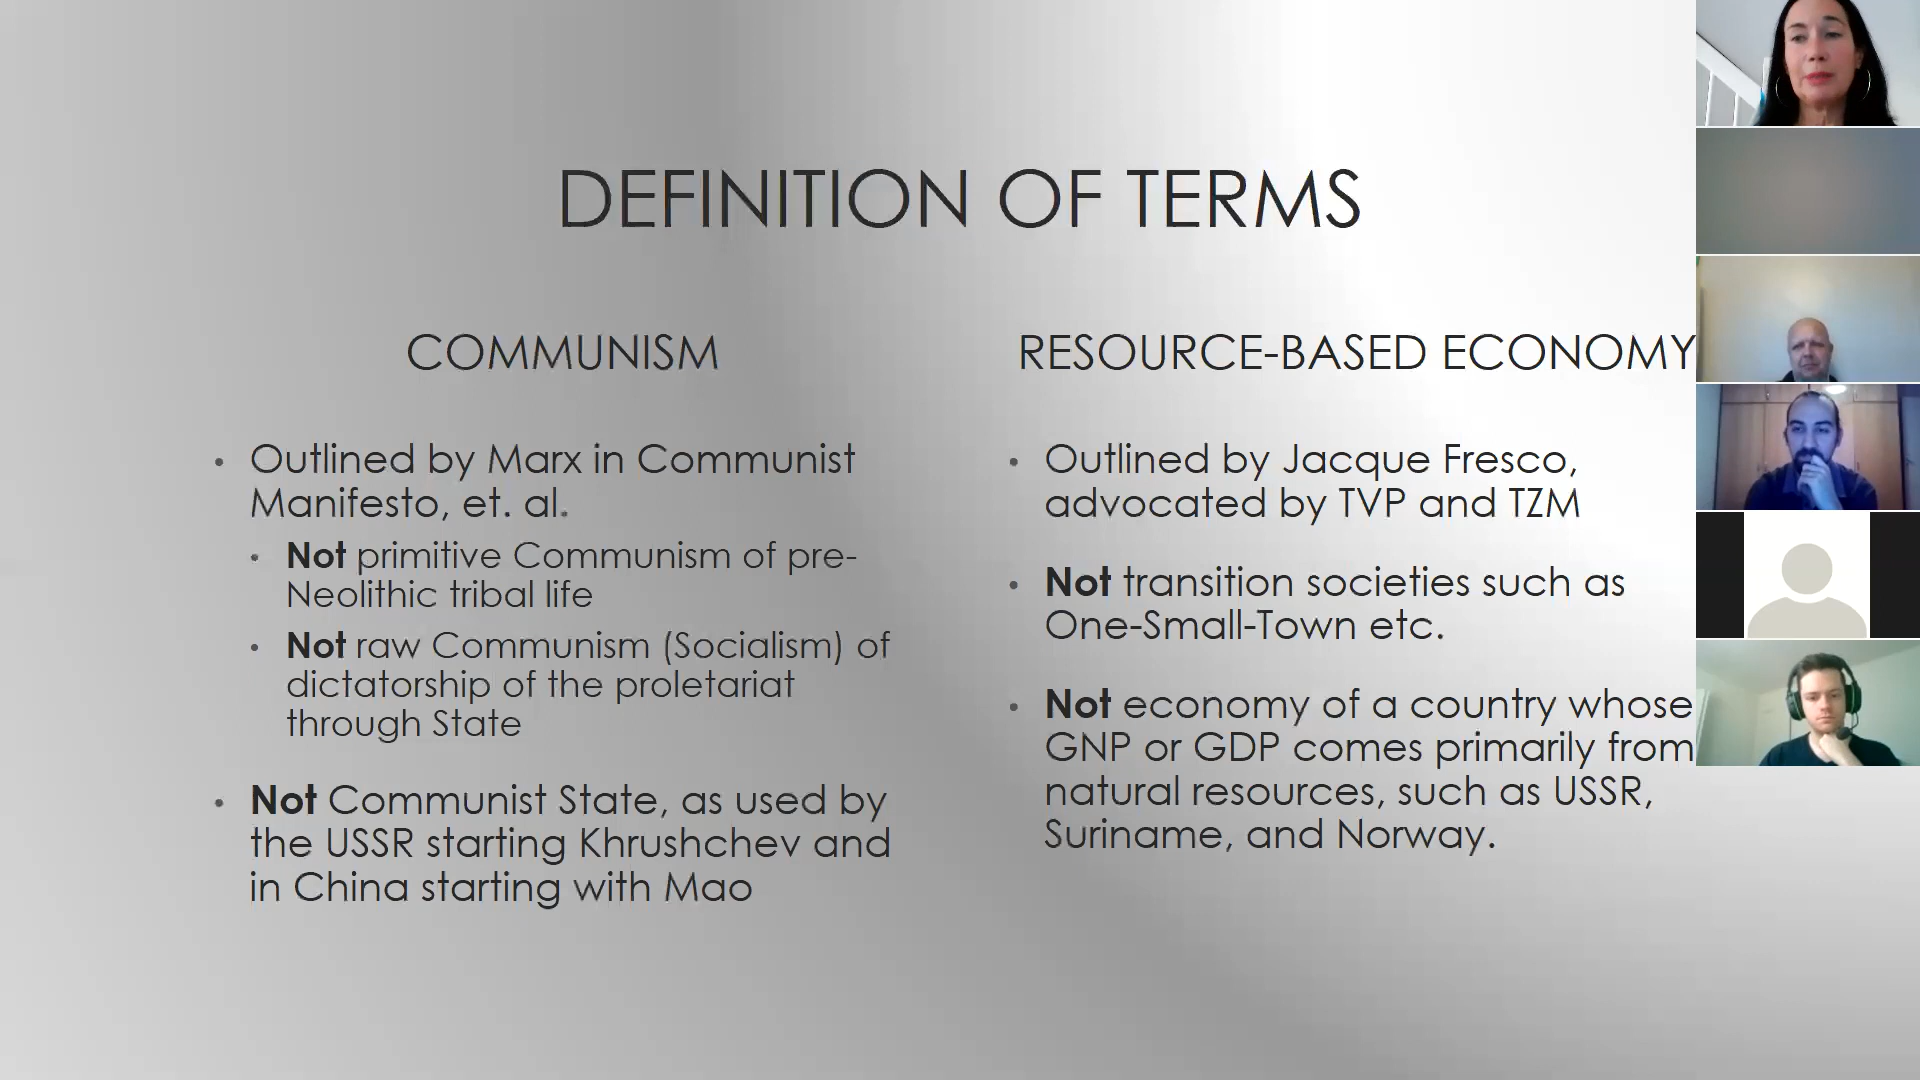 DEFINITION OF TERMS
COMMUNISM
• Outlined by Marx in Communist
Manifesto, et. al.
• Not primitive Communism of pre-
Neolithic tribal life
• Not raw Communism (Socialism) of
dictatorship of the proletariat
through State
• Not Communist State, as used by
the USSR starting Khrushchev and
in China starting with Mao
RESOURCE-BASED ECONOMY
• Outlined by Jacque Fresco,
advocated by TVP and TZM
• Not transition societies such as
One-Small-Town etc.
• Not economy of a country whose
GNP or GDP comes primarily from
natural resources, such as USSR,
Suriname, and Norway.